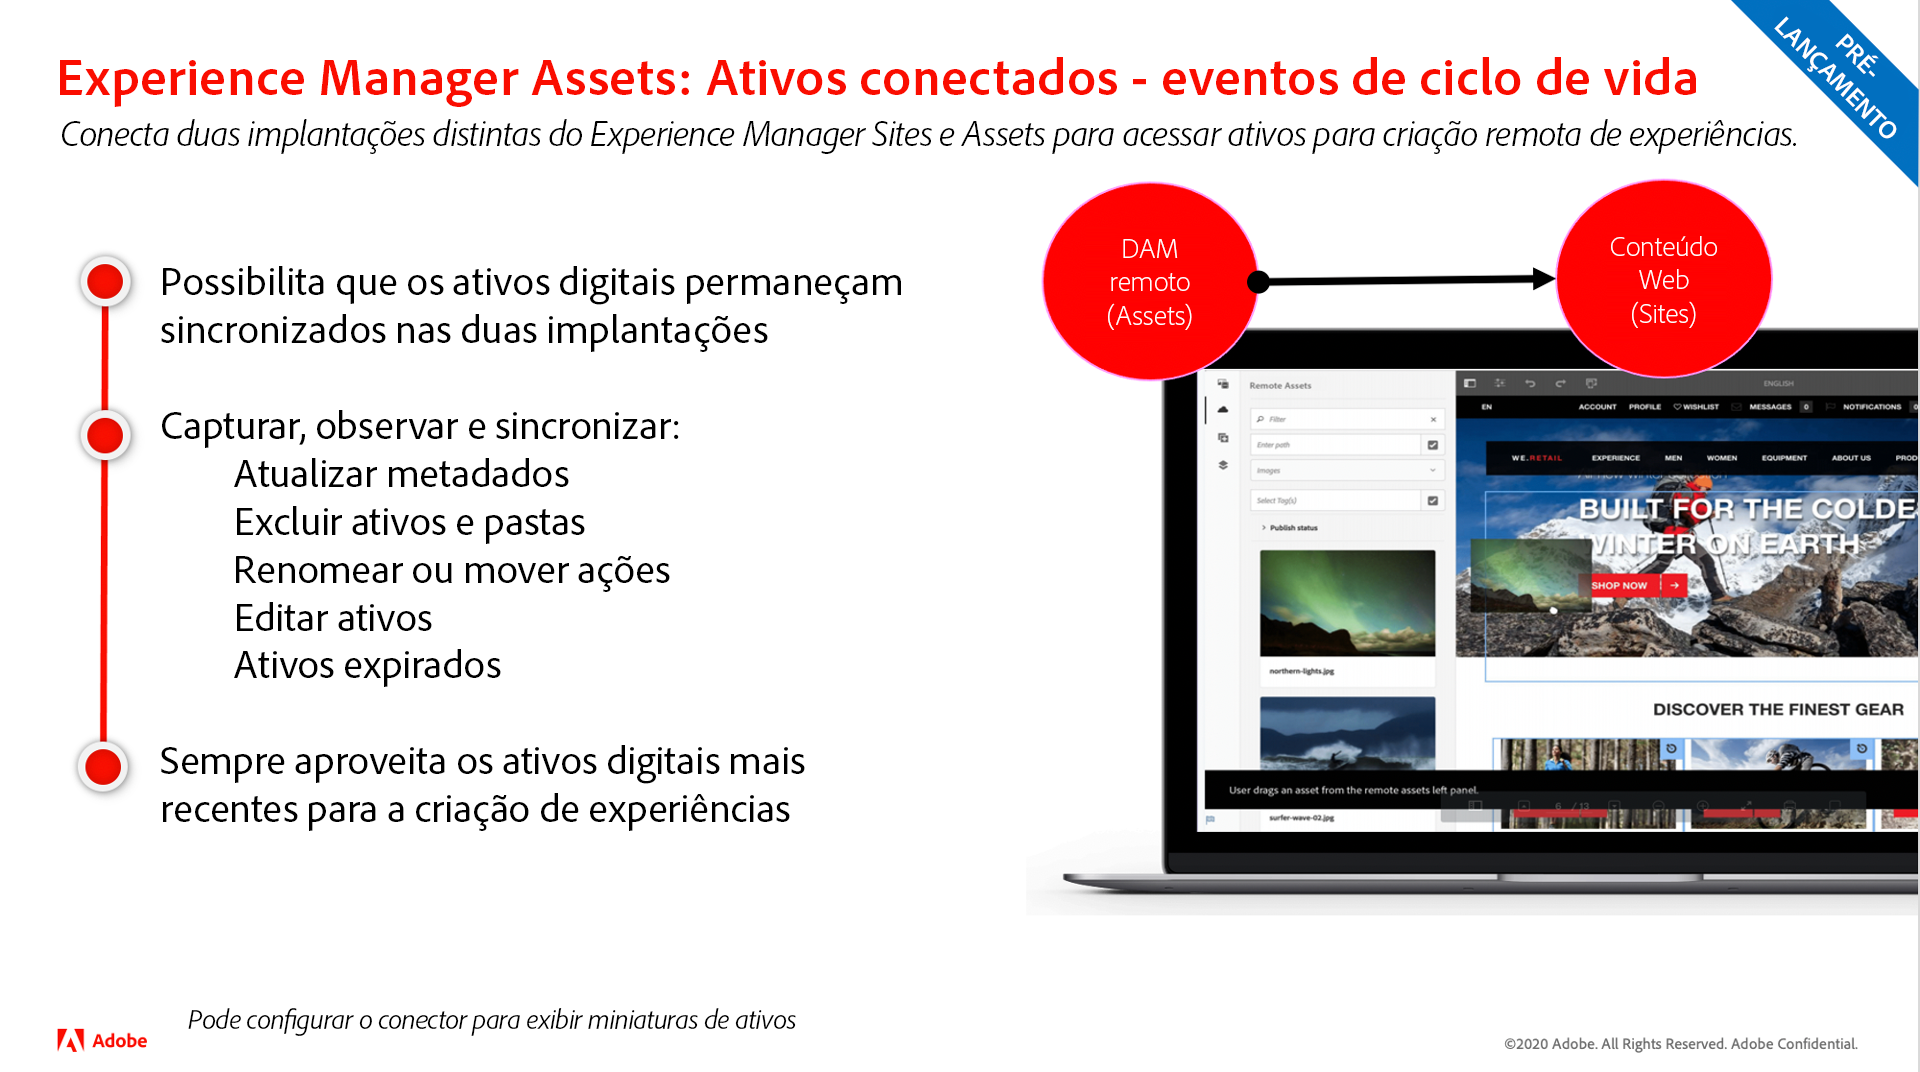 PRÉ-
LANÇAMENTO
Experience Manager Assets: Ativos conectados - eventos de ciclo de vida
Conecta duas implantações distintas do Experience Manager Sites e Assets para acessar ativos para criação remota de experiências.
Possibilita que os ativos digitais permaneçam
sincronizados nas duas implantações
Capturar, observar e sincronizar:
Atualizar metadados
Excluir ativos e pastas
Renomear ou mover ações
Editar ativos
Ativos expirados
Sempre aproveita os ativos digitais mais
recentes para a criação de experiências
DAM
remoto
(Assets)
Conteúdo
Web
(Sites)
Remote Assets
Filter
Enter path
Images
Select Tag(s)
Publish status
northern-lights.jpg
surfer-wave-02.jpg
ENGLISH
EN
ACCOUNT PROFILE WISHLIST MESSAGES 0 NOTIFICATIONS 0
WE.RETAIL EXPERIENCE MEN WOMEN EQUIPMENT ABOUT US PROD
BUILT FOR THE COLDE
WINTER ON EARTH
SHOP NOW
DISCOVER THE FINEST GEAR
User drags an asset from the remote assets left panel.
6 / 13
Pode configurar o conector para exibir miniaturas de ativos
Adobe
©2020 Adobe. All Rights Reserved. Adobe Confidential.